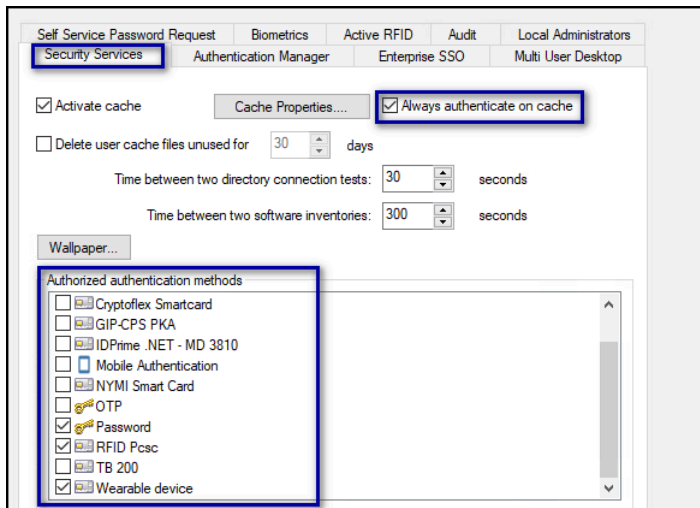 Self Service Password Request Biometrics Active RFID Audit Local Administrators
Security Services Authentication Manager Enterprise SSO Multi User Desktop
Activate cache Cache Properties.... Always authenticate on cache
Delete user cache files unused for 30 days
Time between two directory connection tests: 30 seconds
Time between two software inventories: 300 seconds
Wallpaper...
Authorized authentication methods
Cryptoflex Smartcard
GIP-CPS PKA
IDPrime .NET - MD 3810
Mobile Authentication
NYMI Smart Card
OTP
Password
RFID Pcsc
TB 200
Wearable device